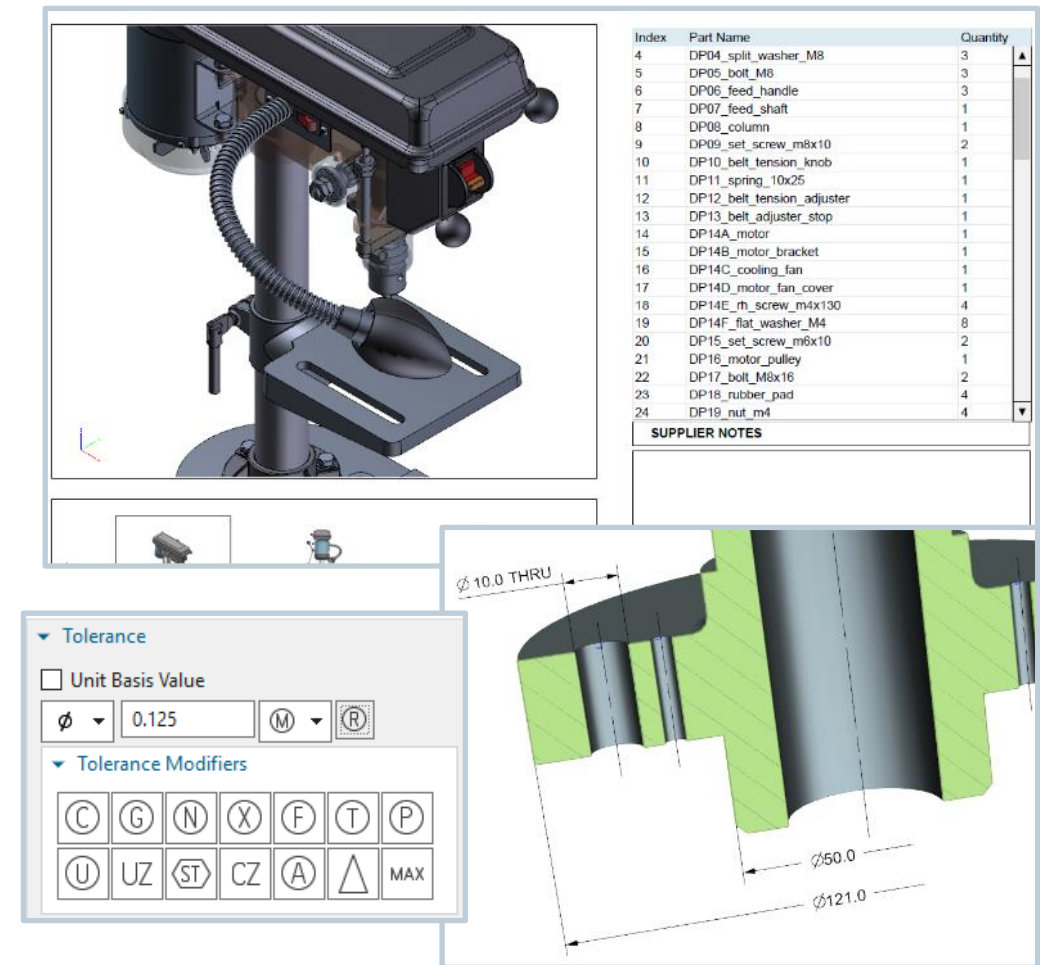 Index Part Name Quantity
4 DP04_split_washer_M8 3
5 DP05_bolt_M8 3
6 DP06_feed_handle 3
7 DP07_feed_shaft 1
8 DP08_column 1
9 DP09_set_screw_m8x10 2
10 DP10_belt_tension_knob 1
11 DP11_spring_10x25 1
12 DP12_belt_tension_adjuster 1
13 DP13_belt_adjuster_stop 1
14 DP14A_motor 1
15 DP14B_motor_bracket 1
16 DP14C_cooling_fan 1
17 DP14D_motor_fan_cover 1
18 DP14E_rh_screw_m4x130 4
19 DP14F_flat_washer_M4 8
20 DP15_set_screw_m6x10 2
21 DP16_motor_pulley 1
22 DP17_bolt_M8x16 2
23 DP18_rubber_pad 4
24 DP19_nut_m4 4
SUPPLIER NOTES
∅ 10.0 THRU
∅50.0
∅121.0
Tolerance
Unit Basis Value
ϕ 0.125 Ⓜ Ⓡ
Tolerance Modifiers
Ⓒ Ⓖ Ⓝ Ⓧ Ⓕ Ⓣ Ⓟ
Ⓤ UZ ST CZ Ⓐ △ MAX